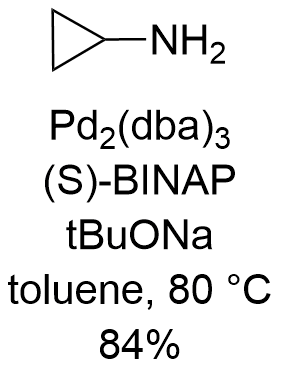 NH₂
Pd₂(dba)₃
(S)-BINAP
tBuONa
toluene, 80 °C
84%